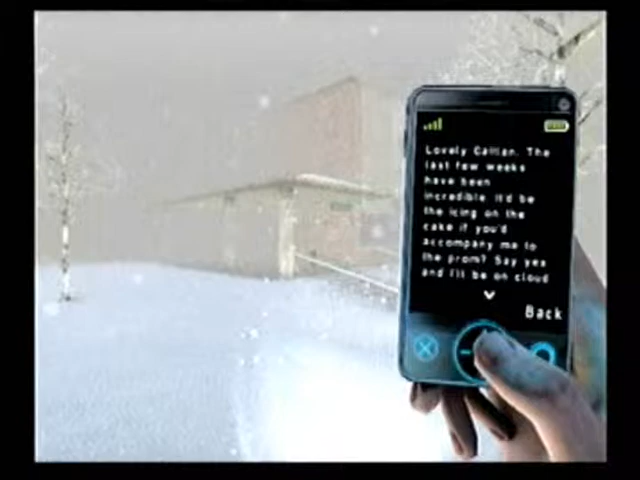 Lovely Caitlan. The
last few weeks
have been
incredible it'd be
the icing on the
cake if you'd
accompany me to
the prom? Say yes
and I'll be on cloud
Back